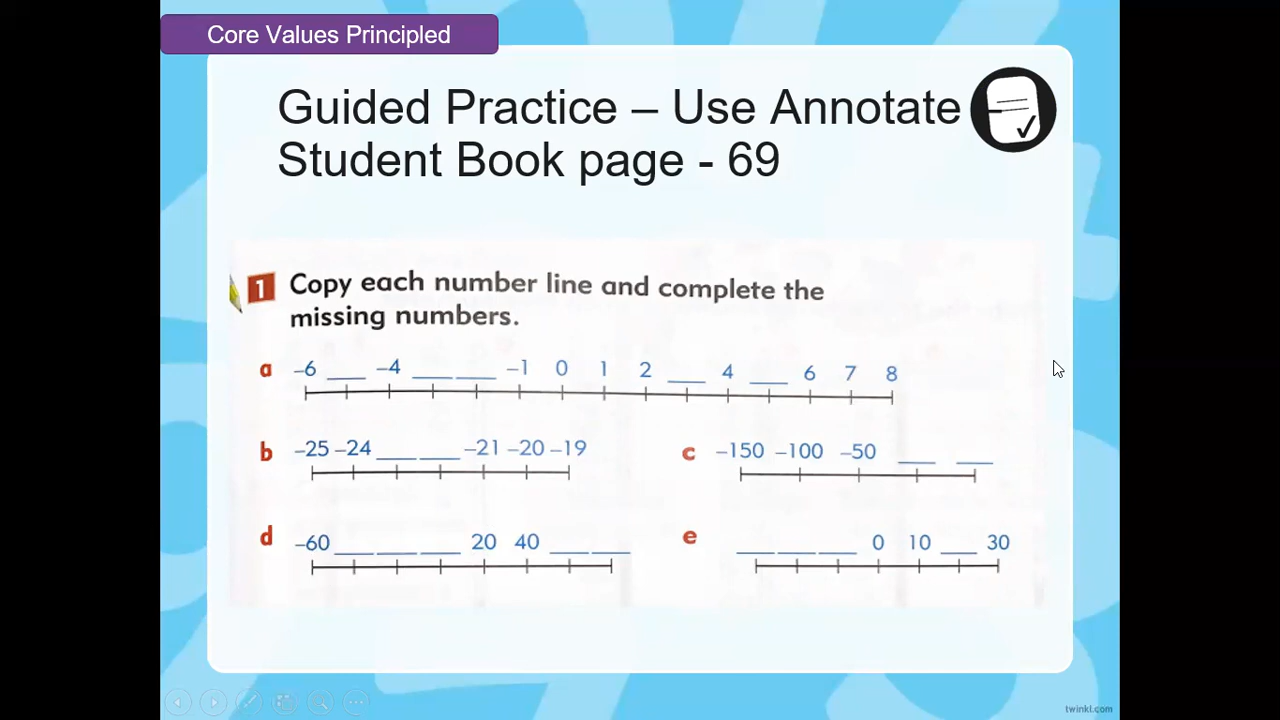 Core Values Principled
Guided Practice – Use Annotate
Student Book page - 69
1 Copy each number line and complete the
missing numbers.
a –6 ___ –4 ___ ___ –1 0 1 2 ___ 4 ___ 6 7 8
b –25 –24 ___ ___ –21 –20 –19
c –150 –100 –50 ___ ___
d –60 ___ ___ ___ 20 40 ___ ___
e ___ ___ ___ 0 10 ___ 30
twinkl.com